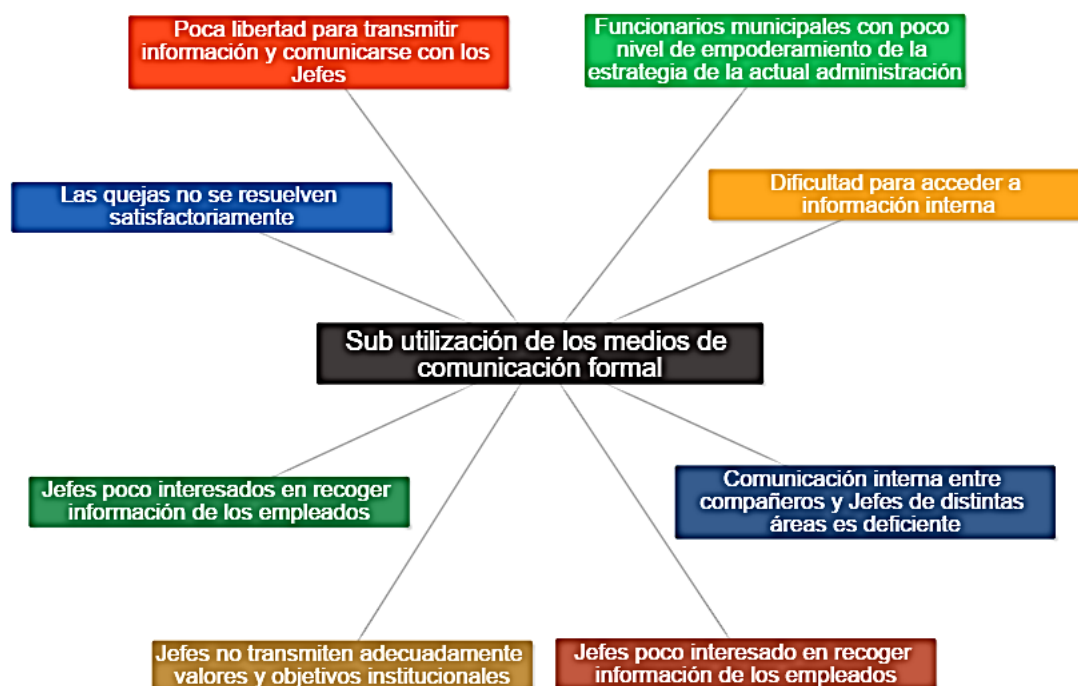 Poca libertad para transmitir
información y comunicarse con los
Jefes
Funcionarios municipales con poco
nivel de empoderamiento de la
estrategia de la actual administración
Las quejas no se resuelven
satisfactoriamente
Dificultad para acceder a
información interna
Sub utilización de los medios de
comunicación formal
Jefes poco interesados en recoger
información de los empleados
Comunicación interna entre
compañeros y Jefes de distintas
áreas es deficiente
Jefes no transmiten adecuadamente
valores y objetivos institucionales
Jefes poco interesado en recoger
información de los empleados